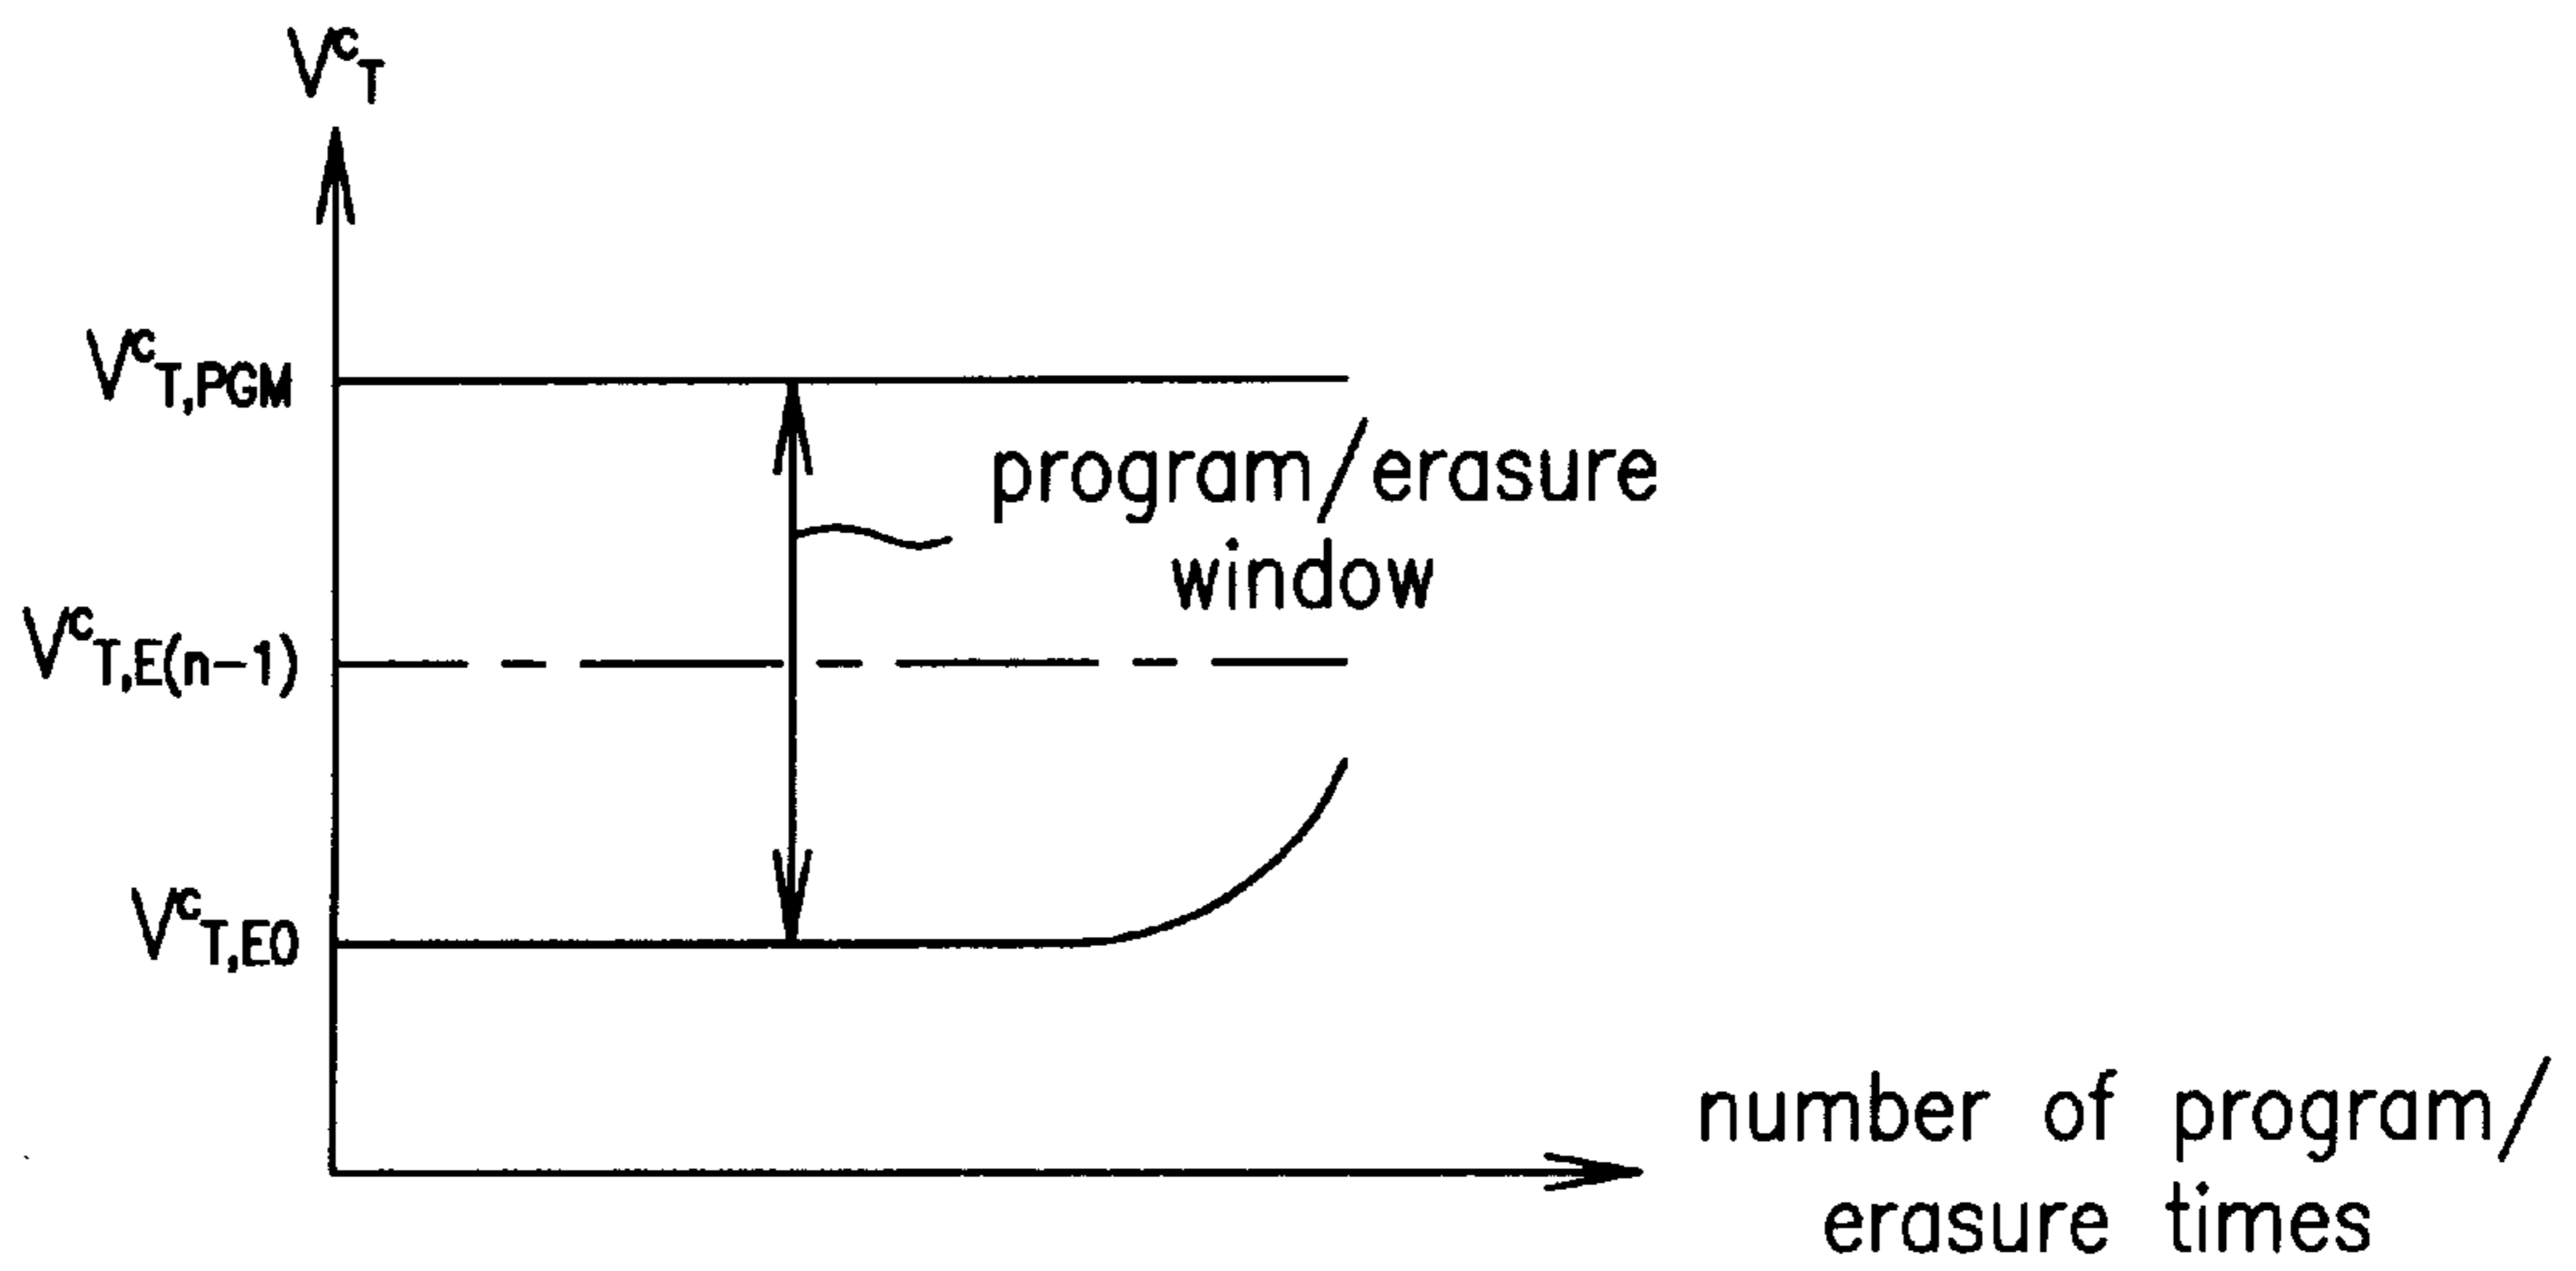 V^c_T
V^c_T,PGM
program/erasure
window
V^c_T,E(n-1)
V^c_T,E0
number of program/
erasure times